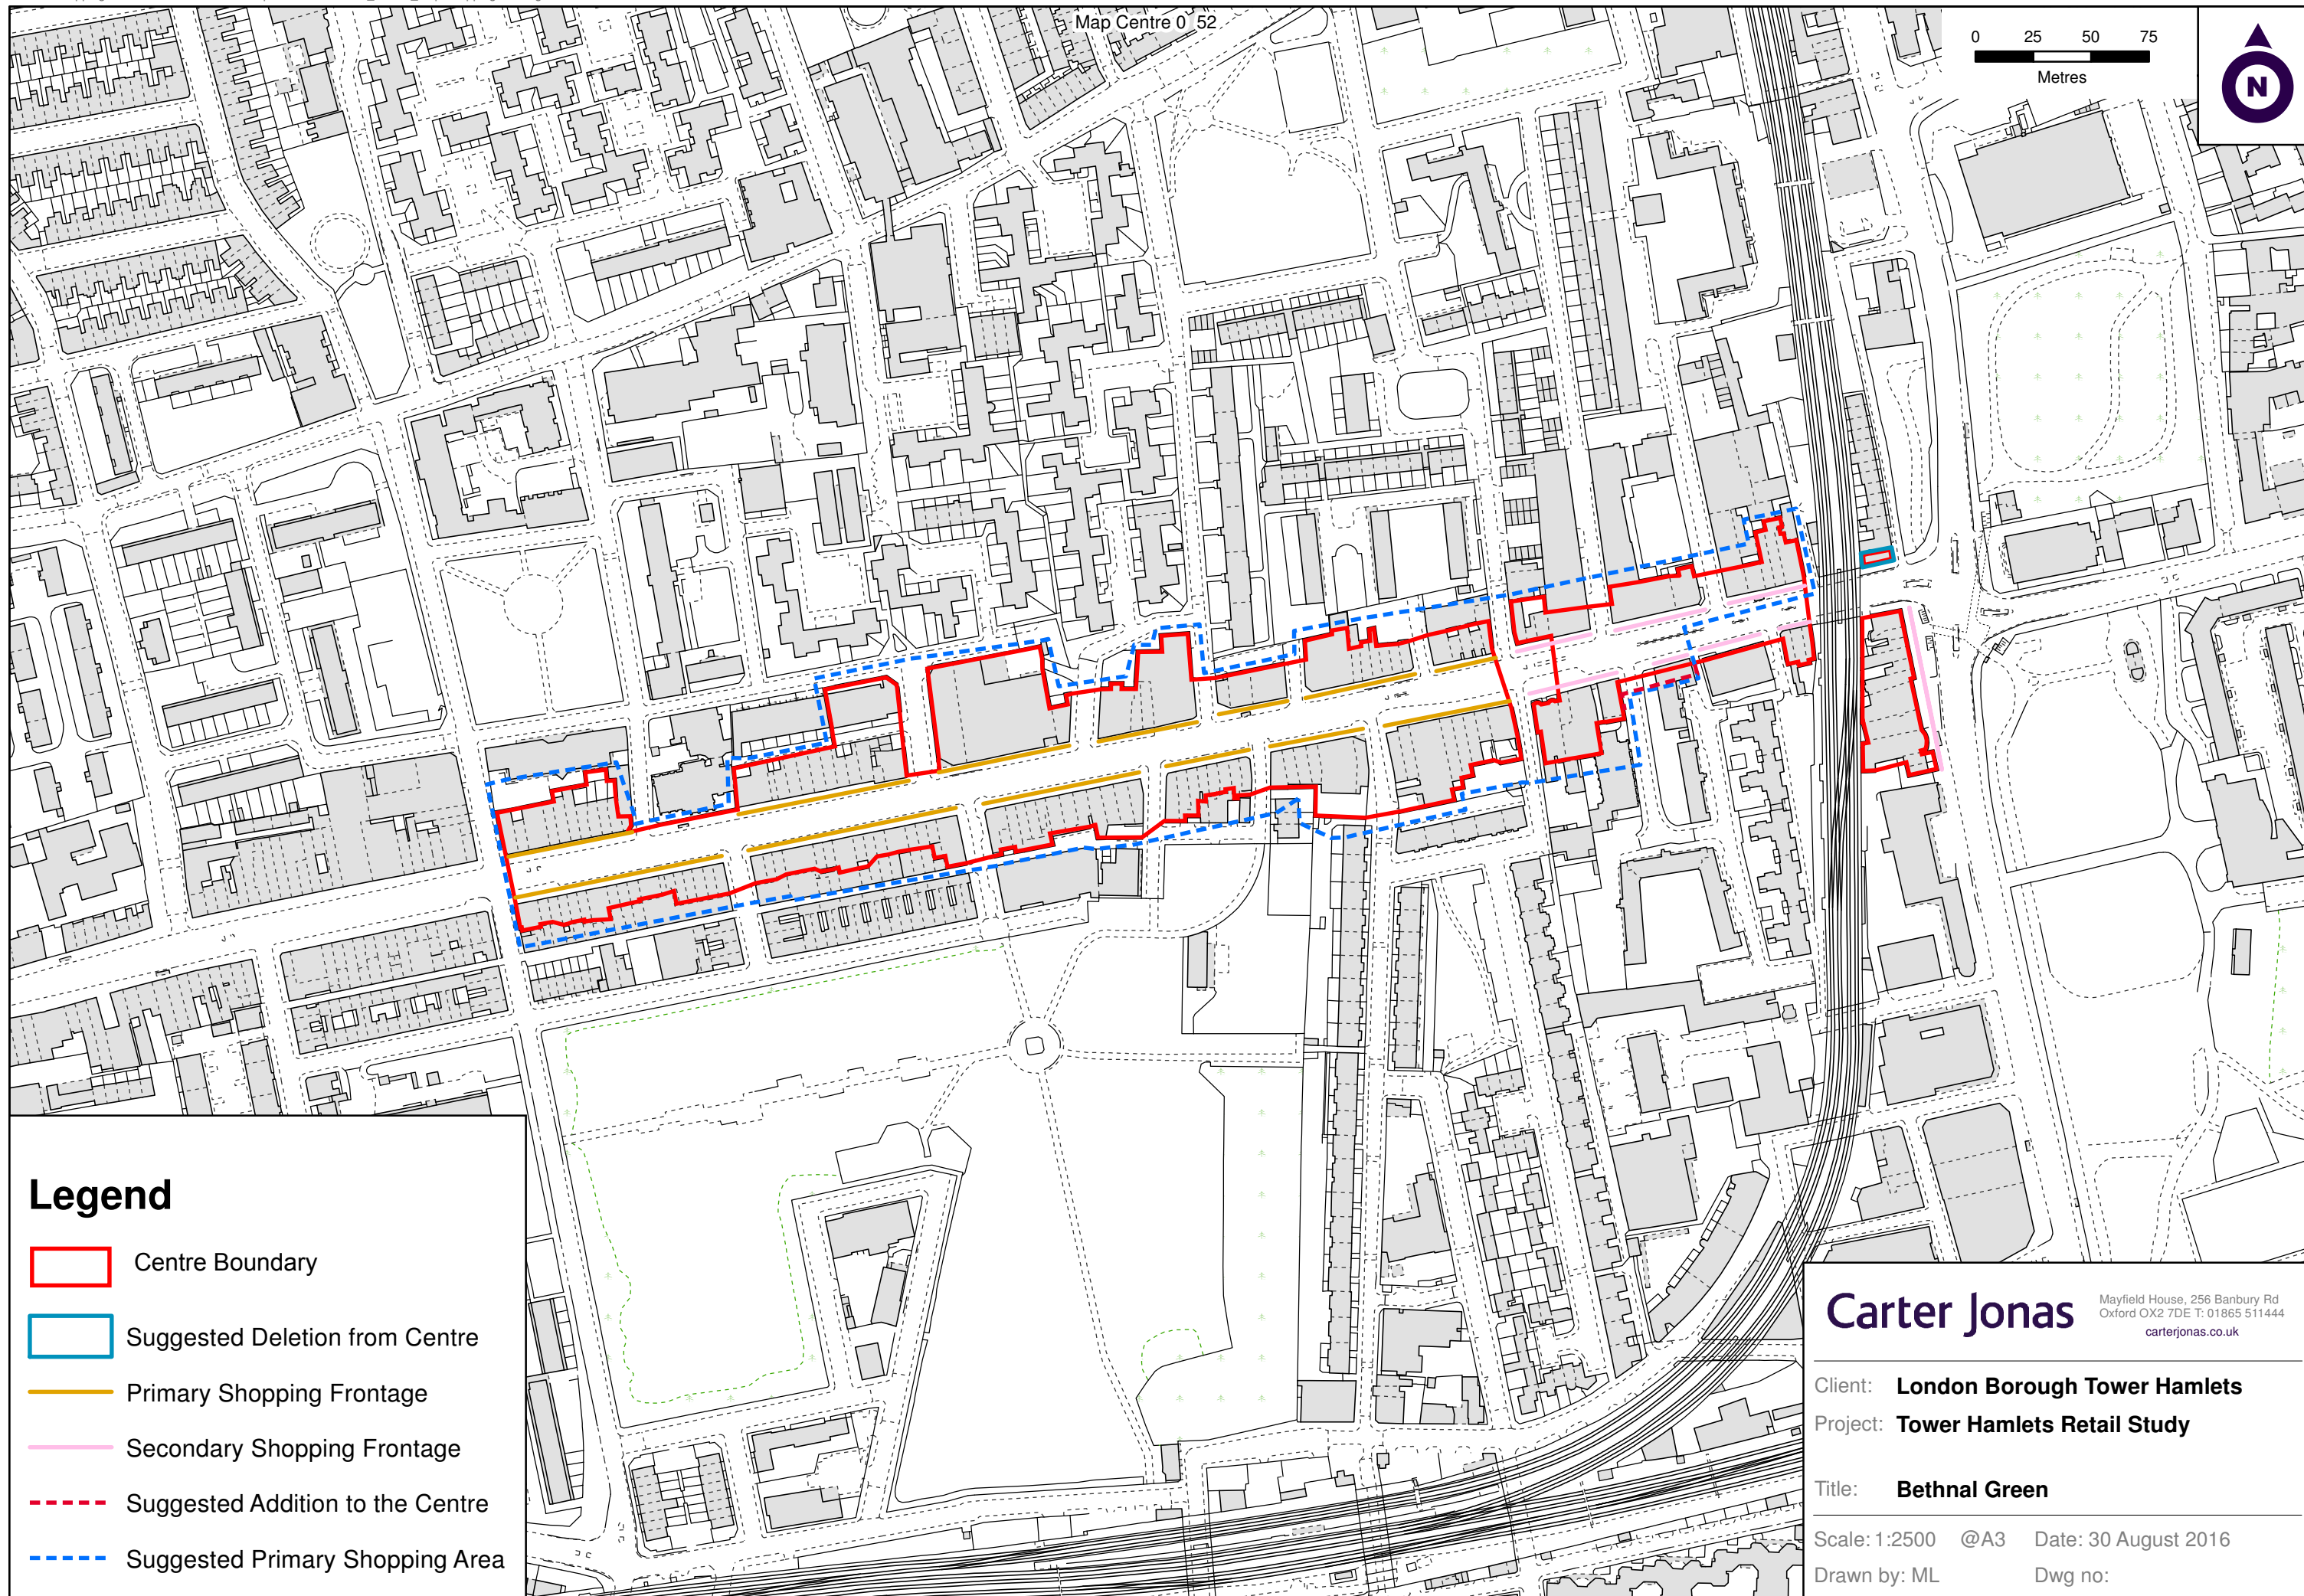 Map Centre 0 52
0 25 50 75
Metres
N
Legend
Centre Boundary
Suggested Deletion from Centre
Primary Shopping Frontage
Secondary Shopping Frontage
Suggested Addition to the Centre
Suggested Primary Shopping Area
Carter Jonas
Mayfield House, 256 Banbury Rd
Oxford OX2 7DE T: 01865 511444
carterjonas.co.uk
Client: London Borough Tower Hamlets
Project: Tower Hamlets Retail Study
Title: Bethnal Green
Scale: 1:2500 @A3 Date: 30 August 2016
Drawn by: ML Dwg no: